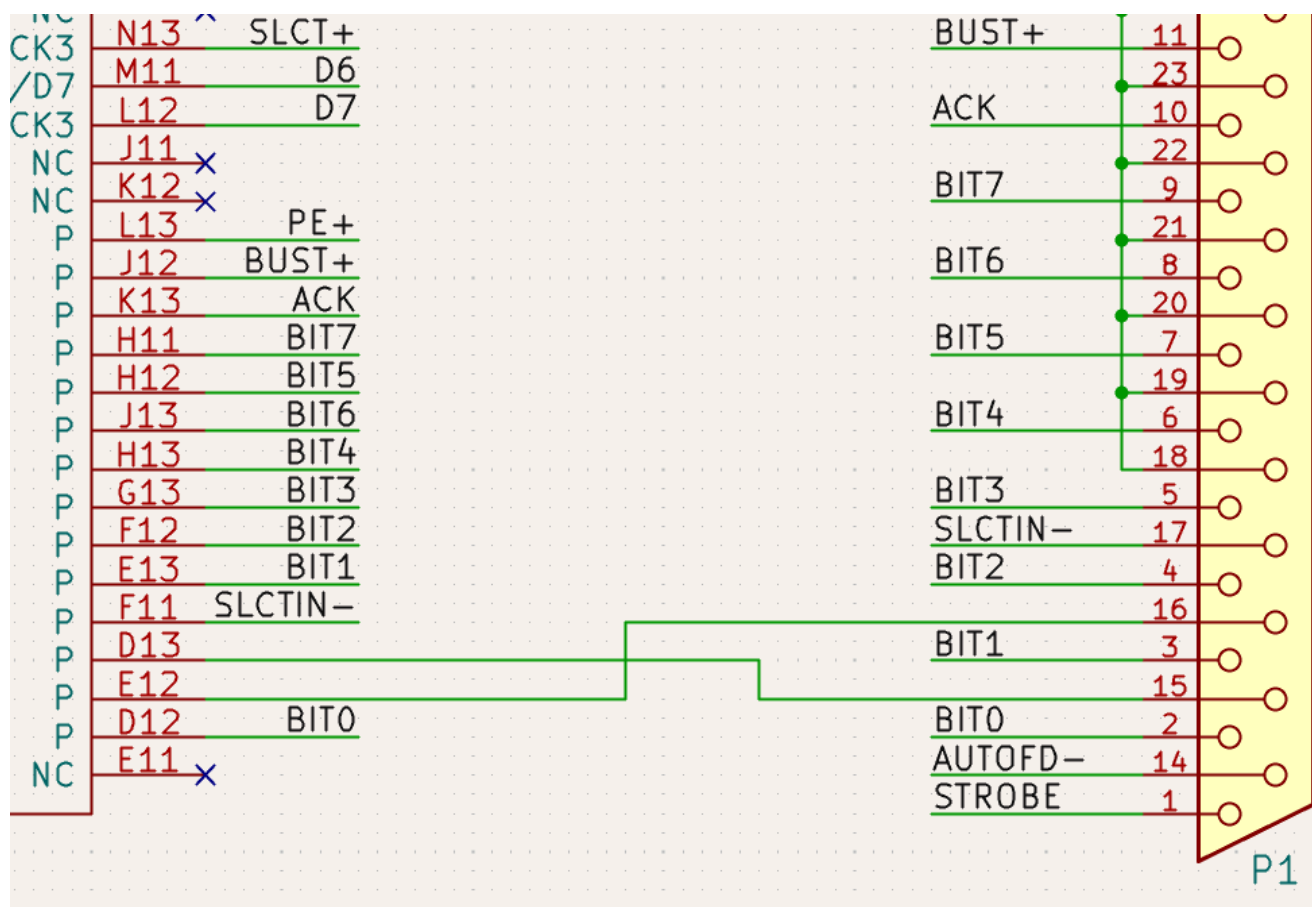 NC
N13 SLCT+ BUST+ 11
CK3
M11 D6 23
/D7
L12 D7 ACK 10
CK3
J11 22
NC
K12 BIT7 9
NC
L13 PE+ 21
P
J12 BUST+ BIT6 8
P
K13 ACK 20
P
H11 BIT7 BIT5 7
P
H12 BIT5 19
P
J13 BIT6 BIT4 6
P
H13 BIT4 18
P
G13 BIT3 BIT3 5
P
F12 BIT2 SLCTIN- 17
P
E13 BIT1 BIT2 4
P
F11 SLCTIN- 16
P
D13 BIT1 3
P
E12 15
P
D12 BIT0 BIT0 2
P
E11 AUTOFD- 14
NC
STROBE 1
P1